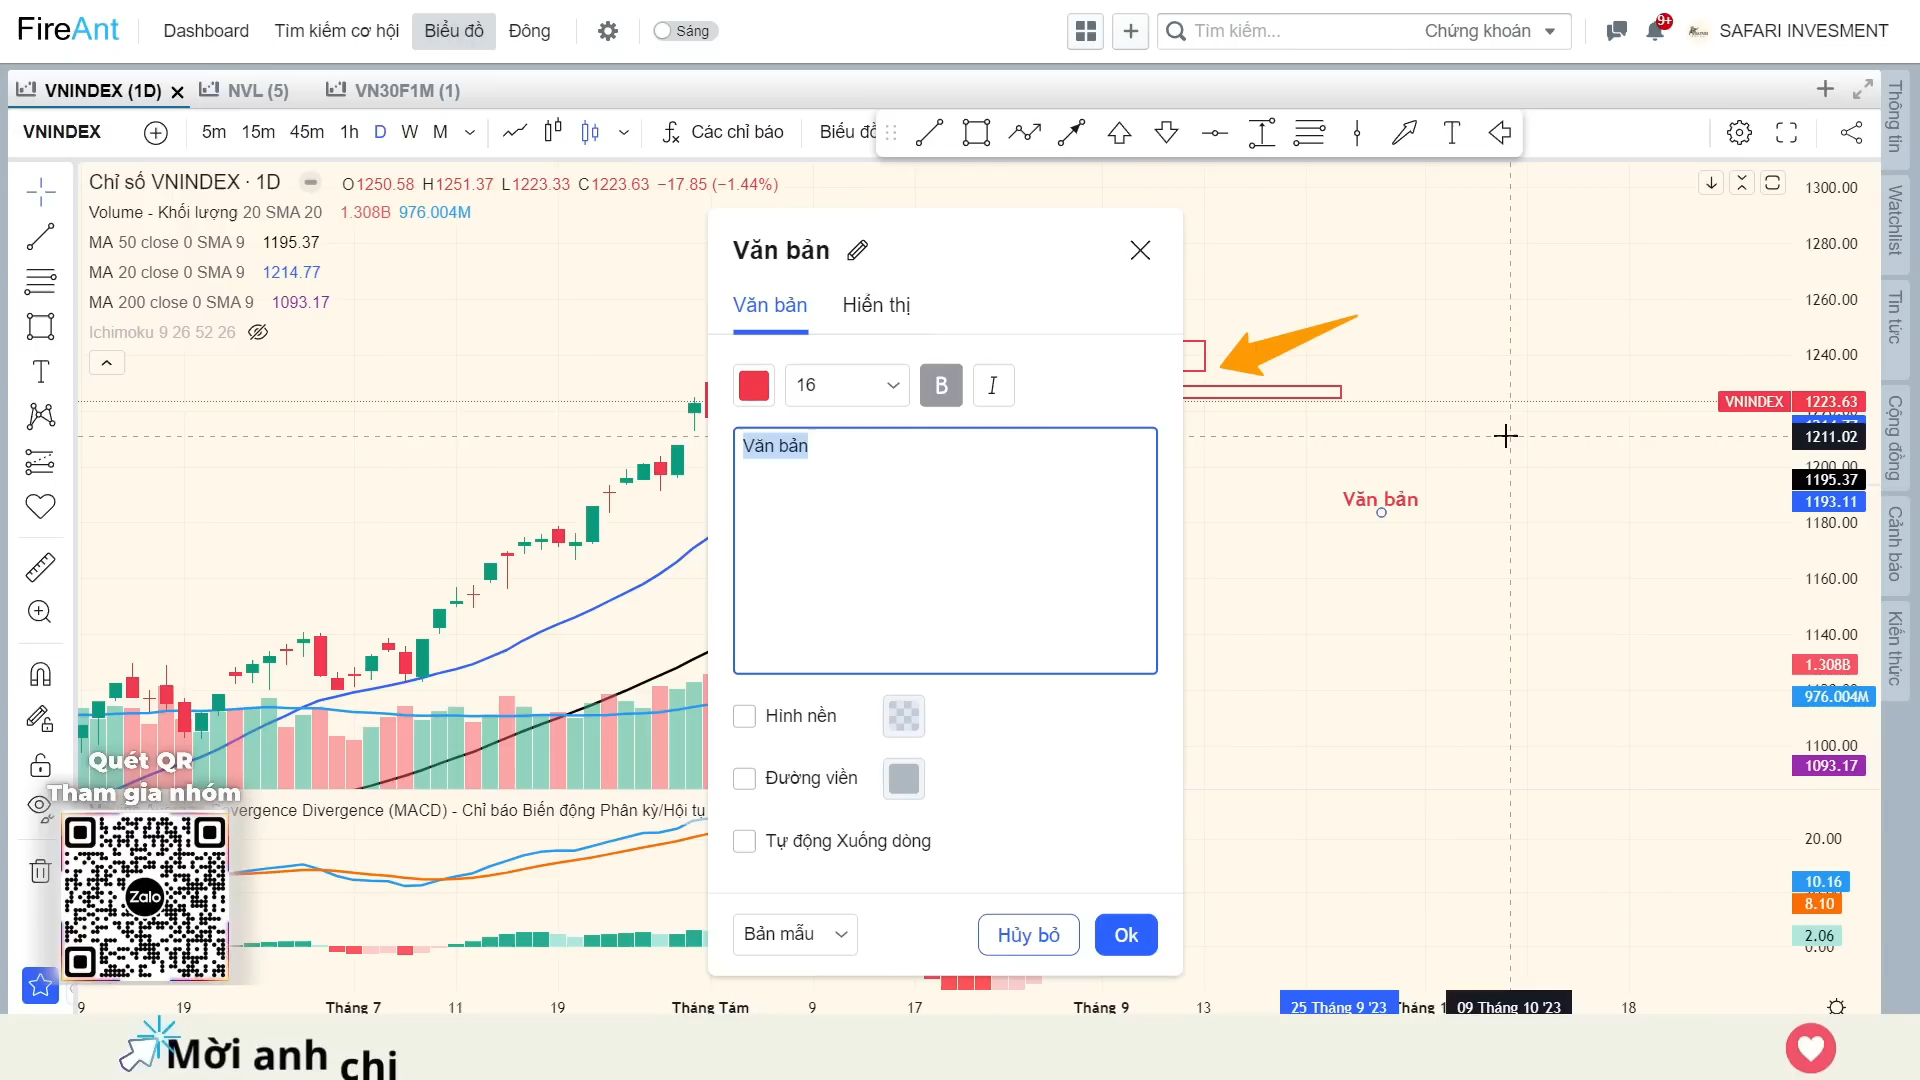 FireAnt
Dashboard
Tìm kiếm cơ hội
Biểu đồ
Đông
Sáng
Tìm kiếm...
Chứng khoán
9+
SAFARI INVESMENT
VNINDEX (1D)
NVL (5)
VN30F1M (1)
VNINDEX
5m 15m 45m 1h D W M
Các chỉ báo
Biểu đồ
Chỉ số VNINDEX · 1D
O1250.58 H1251.37 L1223.33 C1223.63 −17.85 (−1.44%)
Volume - Khối lượng 20 SMA 20 1.308B 976.004M
MA 50 close 0 SMA 9 1195.37
MA 20 close 0 SMA 9 1214.77
MA 200 close 0 SMA 9 1093.17
Ichimoku 9 26 52 26
Văn bản
Văn bản
Hiển thị
16
B
I
Văn bản
Hình nền
Đường viền
Tự động Xuống dòng
Bản mẫu
Hủy bỏ
Ok
Văn bản
1300.00
1280.00
1260.00
1240.00
VNINDEX 1223.63
1211.02
1200.00
1195.37
1193.11
1180.00
1160.00
1140.00
1.308B
976.004M
1100.00
1093.17
20.00
10.16
8.10
2.06
0.00
Thông tin
Watchlist
Tin tức
Cộng đồng
Cảnh báo
Kiến thức
Quét QR
Tham gia nhóm
vergence Divergence (MACD) - Chỉ báo Biến động Phân kỳ/Hội tụ
Zalo
9
19
Tháng 7
11
19
Tháng Tám
9
17
Tháng 9
13
25 Tháng 9 '23
Tháng 1
09 Tháng 10 '23
18
Mời anh chị